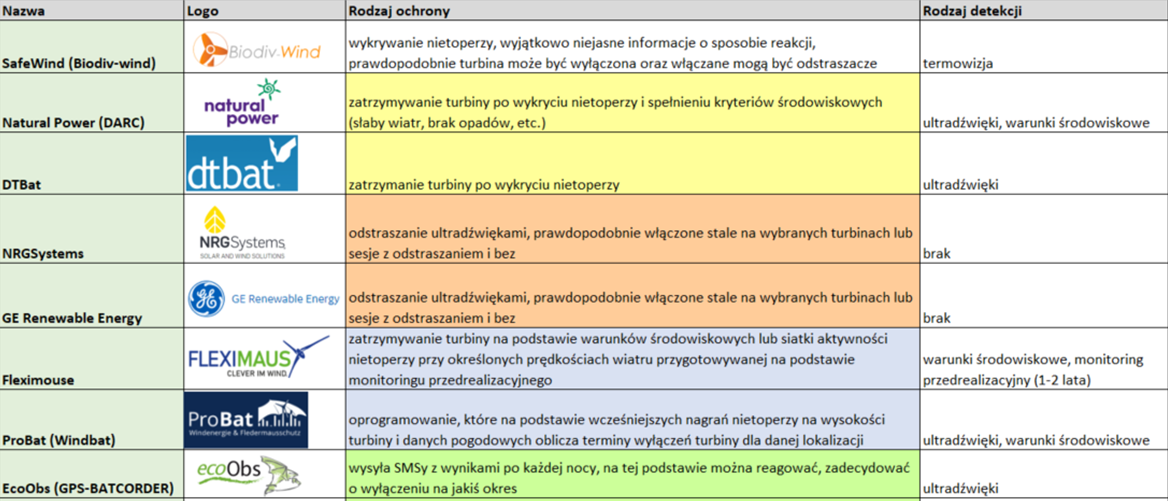 Nazwa Logo Rodzaj ochrony Rodzaj detekcji
SafeWind (Biodiv-wind)
Biodiv-Wind
wykrywanie nietoperzy, wyjątkowo niejasne informacje o sposobie reakcji,
prawdopodobnie turbina może być wyłączona oraz włączane mogą być odstraszacze
termowizja
Natural Power (DARC)
natural
power
zatrzymywanie turbiny po wykryciu nietoperzy i spełnieniu kryteriów środowiskowych
(słaby wiatr, brak opadów, etc.)
ultradźwięki, warunki środowiskowe
DTBat
dtbat
zatrzymanie turbiny po wykryciu nietoperzy
ultradźwięki
NRGSystems
NRGSystems
SOLAR AND WIND SOLUTIONS
odstraszanie ultradźwiękami, prawdopodobnie włączone stale na wybranych turbinach lub
sesje z odstraszaniem i bez
brak
GE Renewable Energy
GE Renewable Energy
odstraszanie ultradźwiękami, prawdopodobnie włączone stale na wybranych turbinach lub
sesje z odstraszaniem i bez
brak
Fleximouse
FLEXIMAUS
CLEVER IM WIND.
zatrzymywanie turbiny na podstawie warunków środowiskowych lub siatki aktywności
nietoperzy przy określonych prędkościach wiatru przygotowywanej na podstawie
monitoringu przedrealizacyjnego
warunki środowiskowe, monitoring
przedrealizacyjny (1-2 lata)
ProBat (Windbat)
ProBat
Windenergie & Fledermausschutz
oprogramowanie, które na podstawie wcześniejszych nagrań nietoperzy na wysokości
turbiny i danych pogodowych oblicza terminy wyłączeń turbiny dla danej lokalizacji
ultradźwięki, warunki środowiskowe
EcoObs (GPS-BATCORDER)
ecoObs
wysyła SMSy z wynikami po każdej nocy, na tej podstawie można reagować, zadecydować
o wyłączeniu na jakiś okres
ultradźwięki